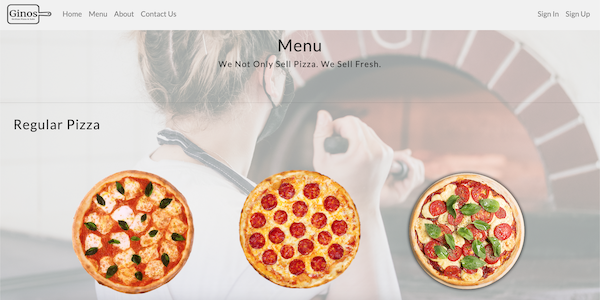 Ginos
Home Menu About Contact Us
Sign In Sign Up
Menu
We Not Only Sell Pizza. We Sell Fresh.
Regular Pizza